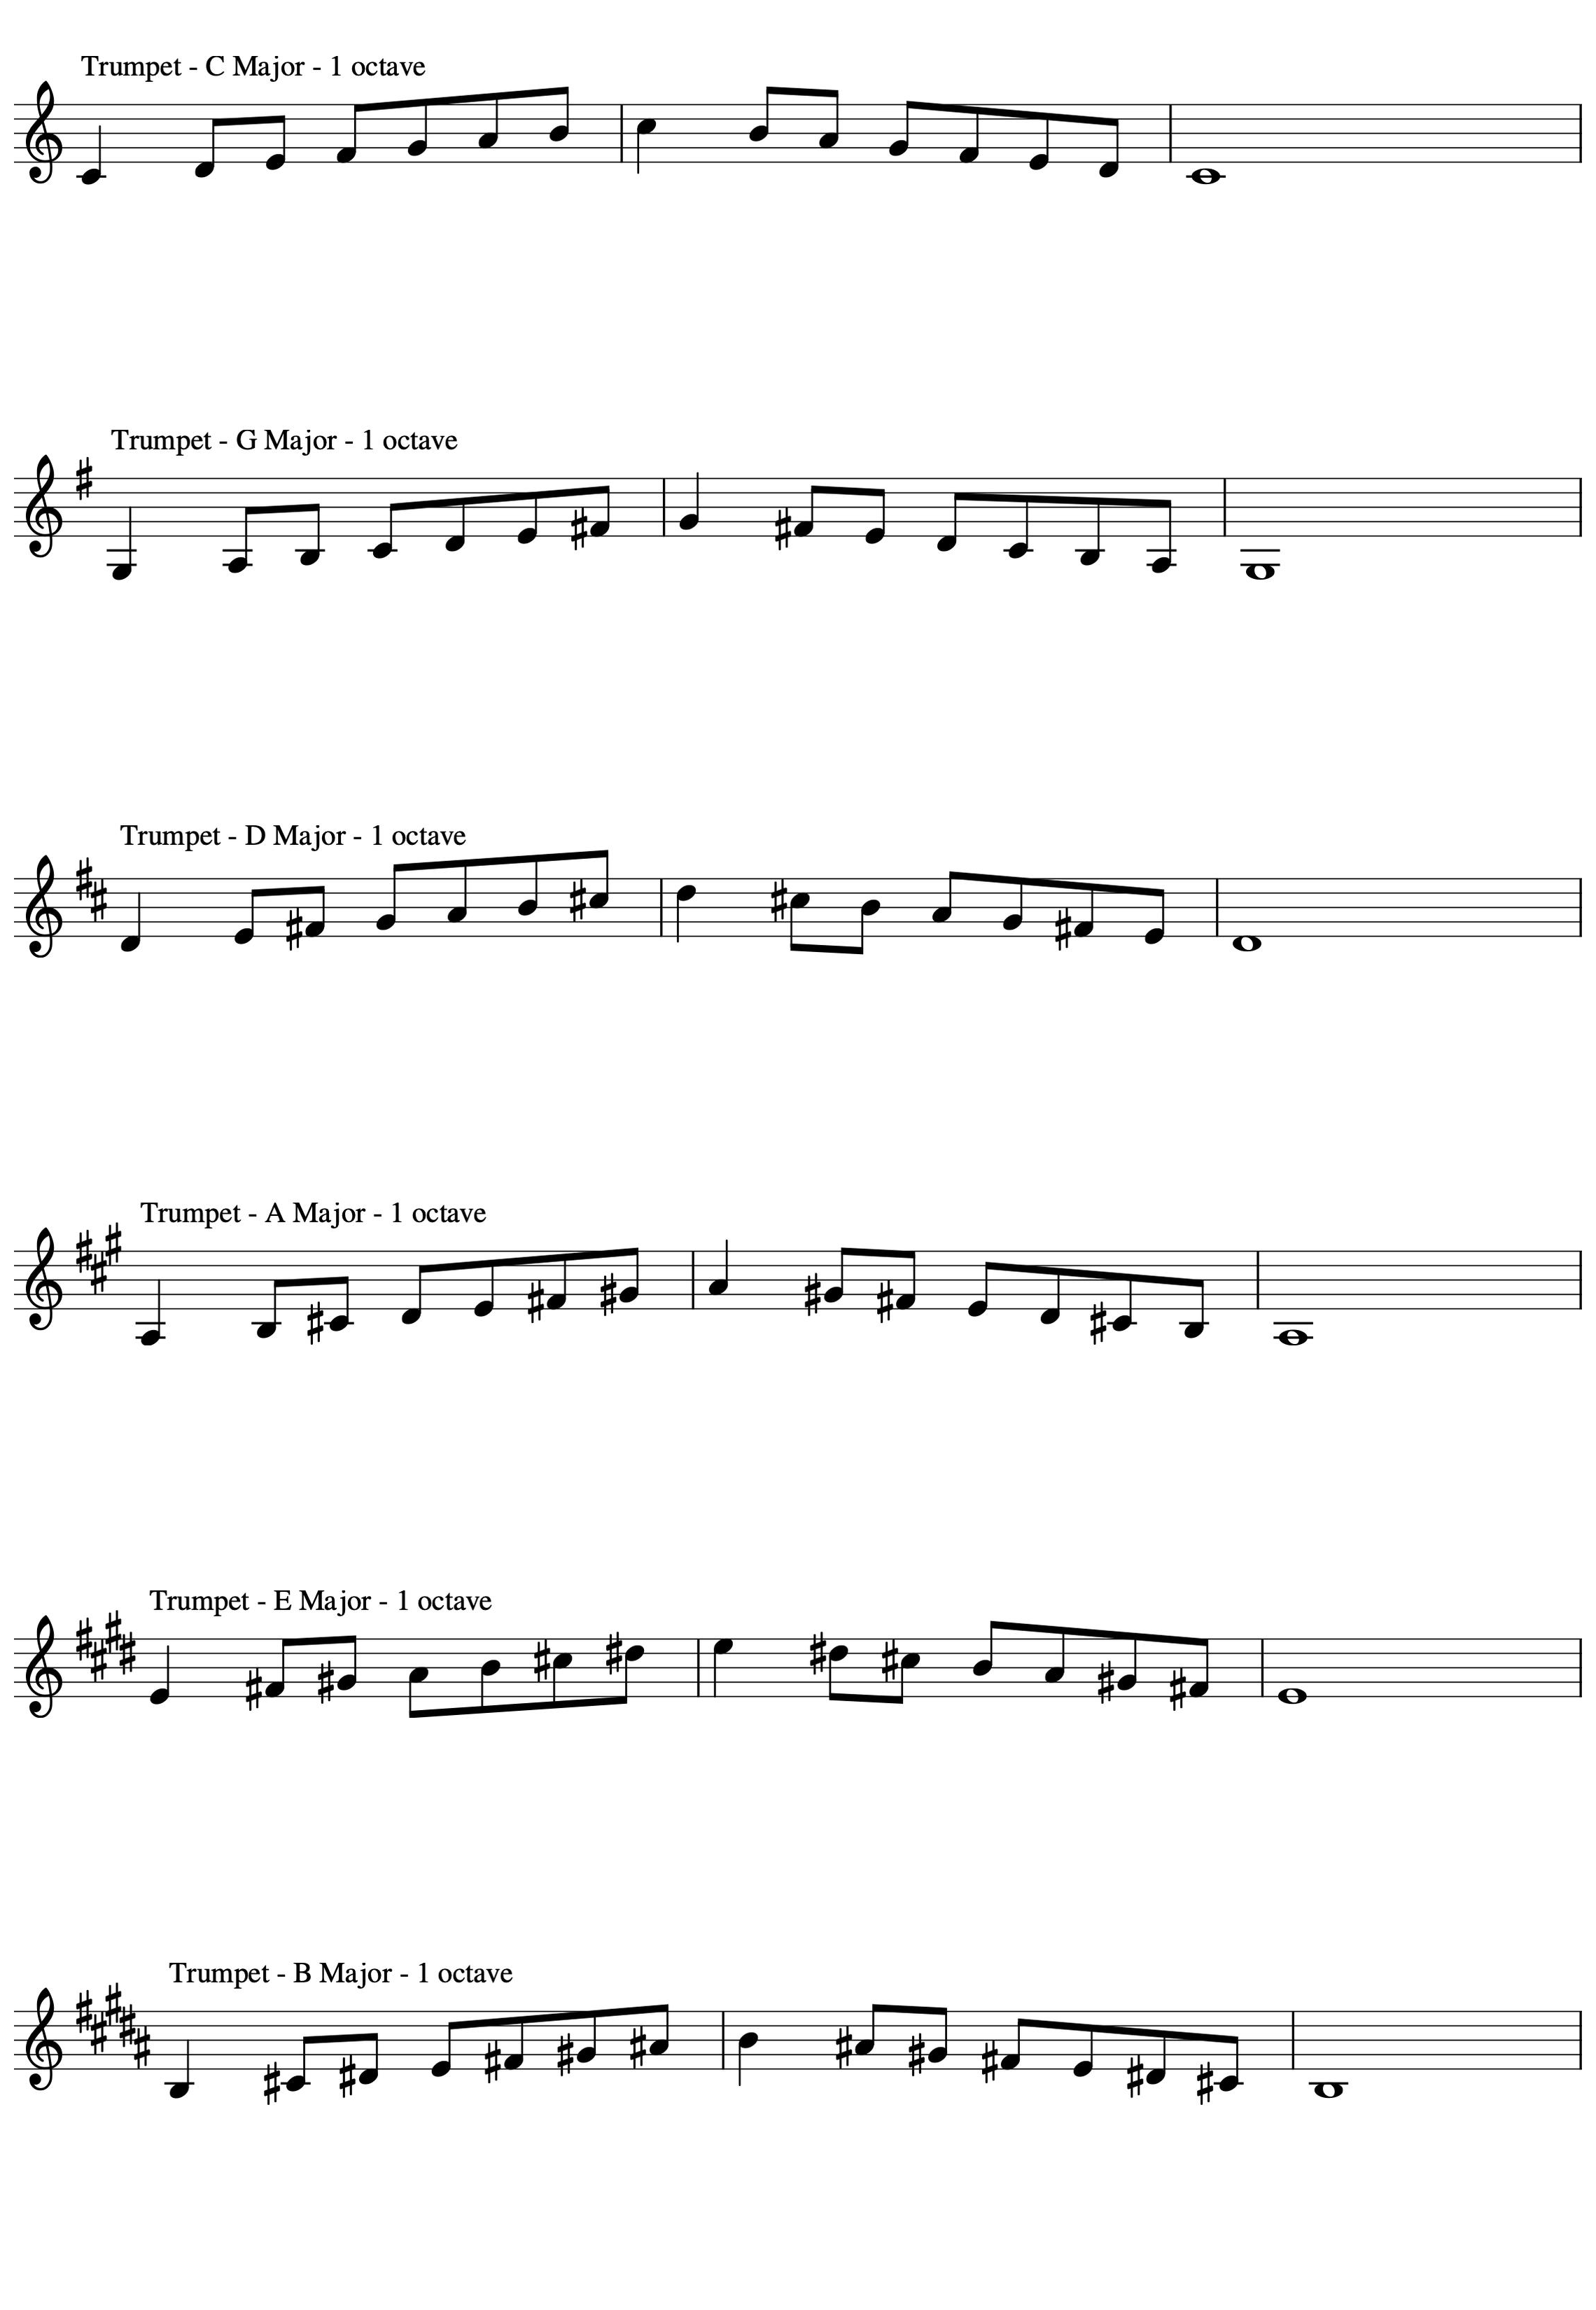 Trumpet - C Major - 1 octave
Trumpet - G Major - 1 octave
Trumpet - D Major - 1 octave
Trumpet - A Major - 1 octave
Trumpet - E Major - 1 octave
Trumpet - B Major - 1 octave